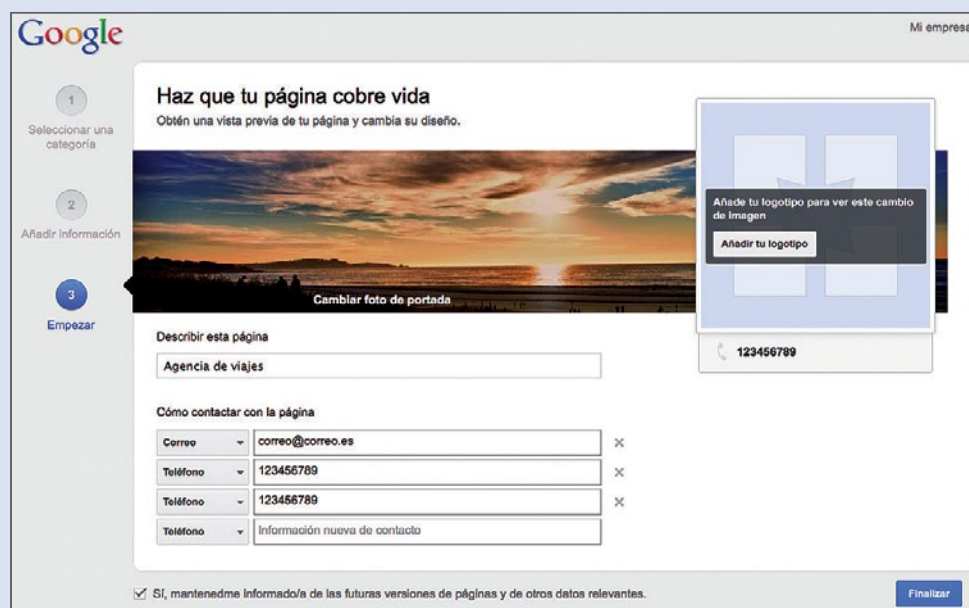 Google
Mi empresa
1
Seleccionar una
categoría
2
Añadir información
3
Empezar
Haz que tu página cobre vida
Obtén una vista previa de tu página y cambia su diseño.
Cambiar foto de portada
Añade tu logotipo para ver este cambio
de imagen
Añadir tu logotipo
123456789
Describir esta página
Agencia de viajes
Cómo contactar con la página
Correo correo@correo.es
Teléfono 123456789
Teléfono 123456789
Teléfono Información nueva de contacto
Sí, mantenedme informado/a de las futuras versiones de páginas y de otros datos relevantes.
Finalizar